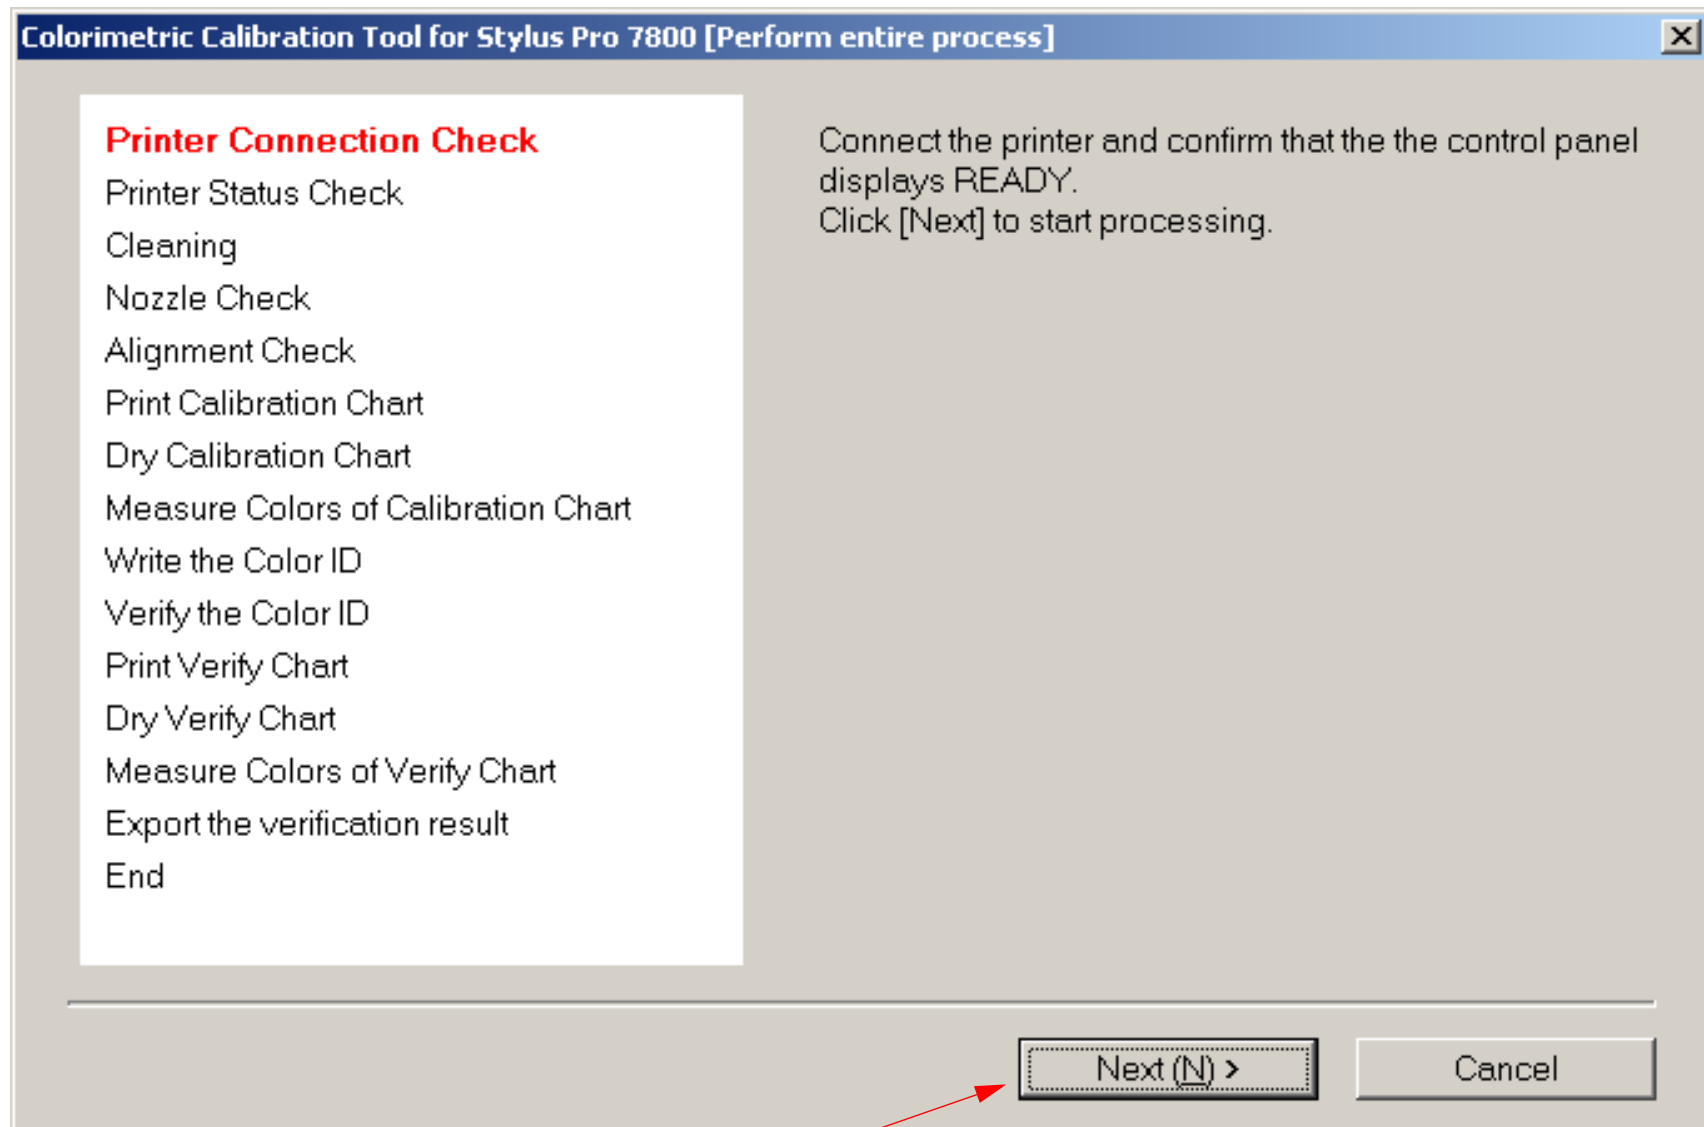 Colorimetric Calibration Tool for Stylus Pro 7800 [Perform entire process]
Printer Connection Check
Printer Status Check
Cleaning
Nozzle Check
Alignment Check
Print Calibration Chart
Dry Calibration Chart
Measure Colors of Calibration Chart
Write the Color ID
Verify the Color ID
Print Verify Chart
Dry Verify Chart
Measure Colors of Verify Chart
Export the verification result
End
Connect the printer and confirm that the the control panel
displays READY.
Click [Next] to start processing.
Next (N) >
Cancel